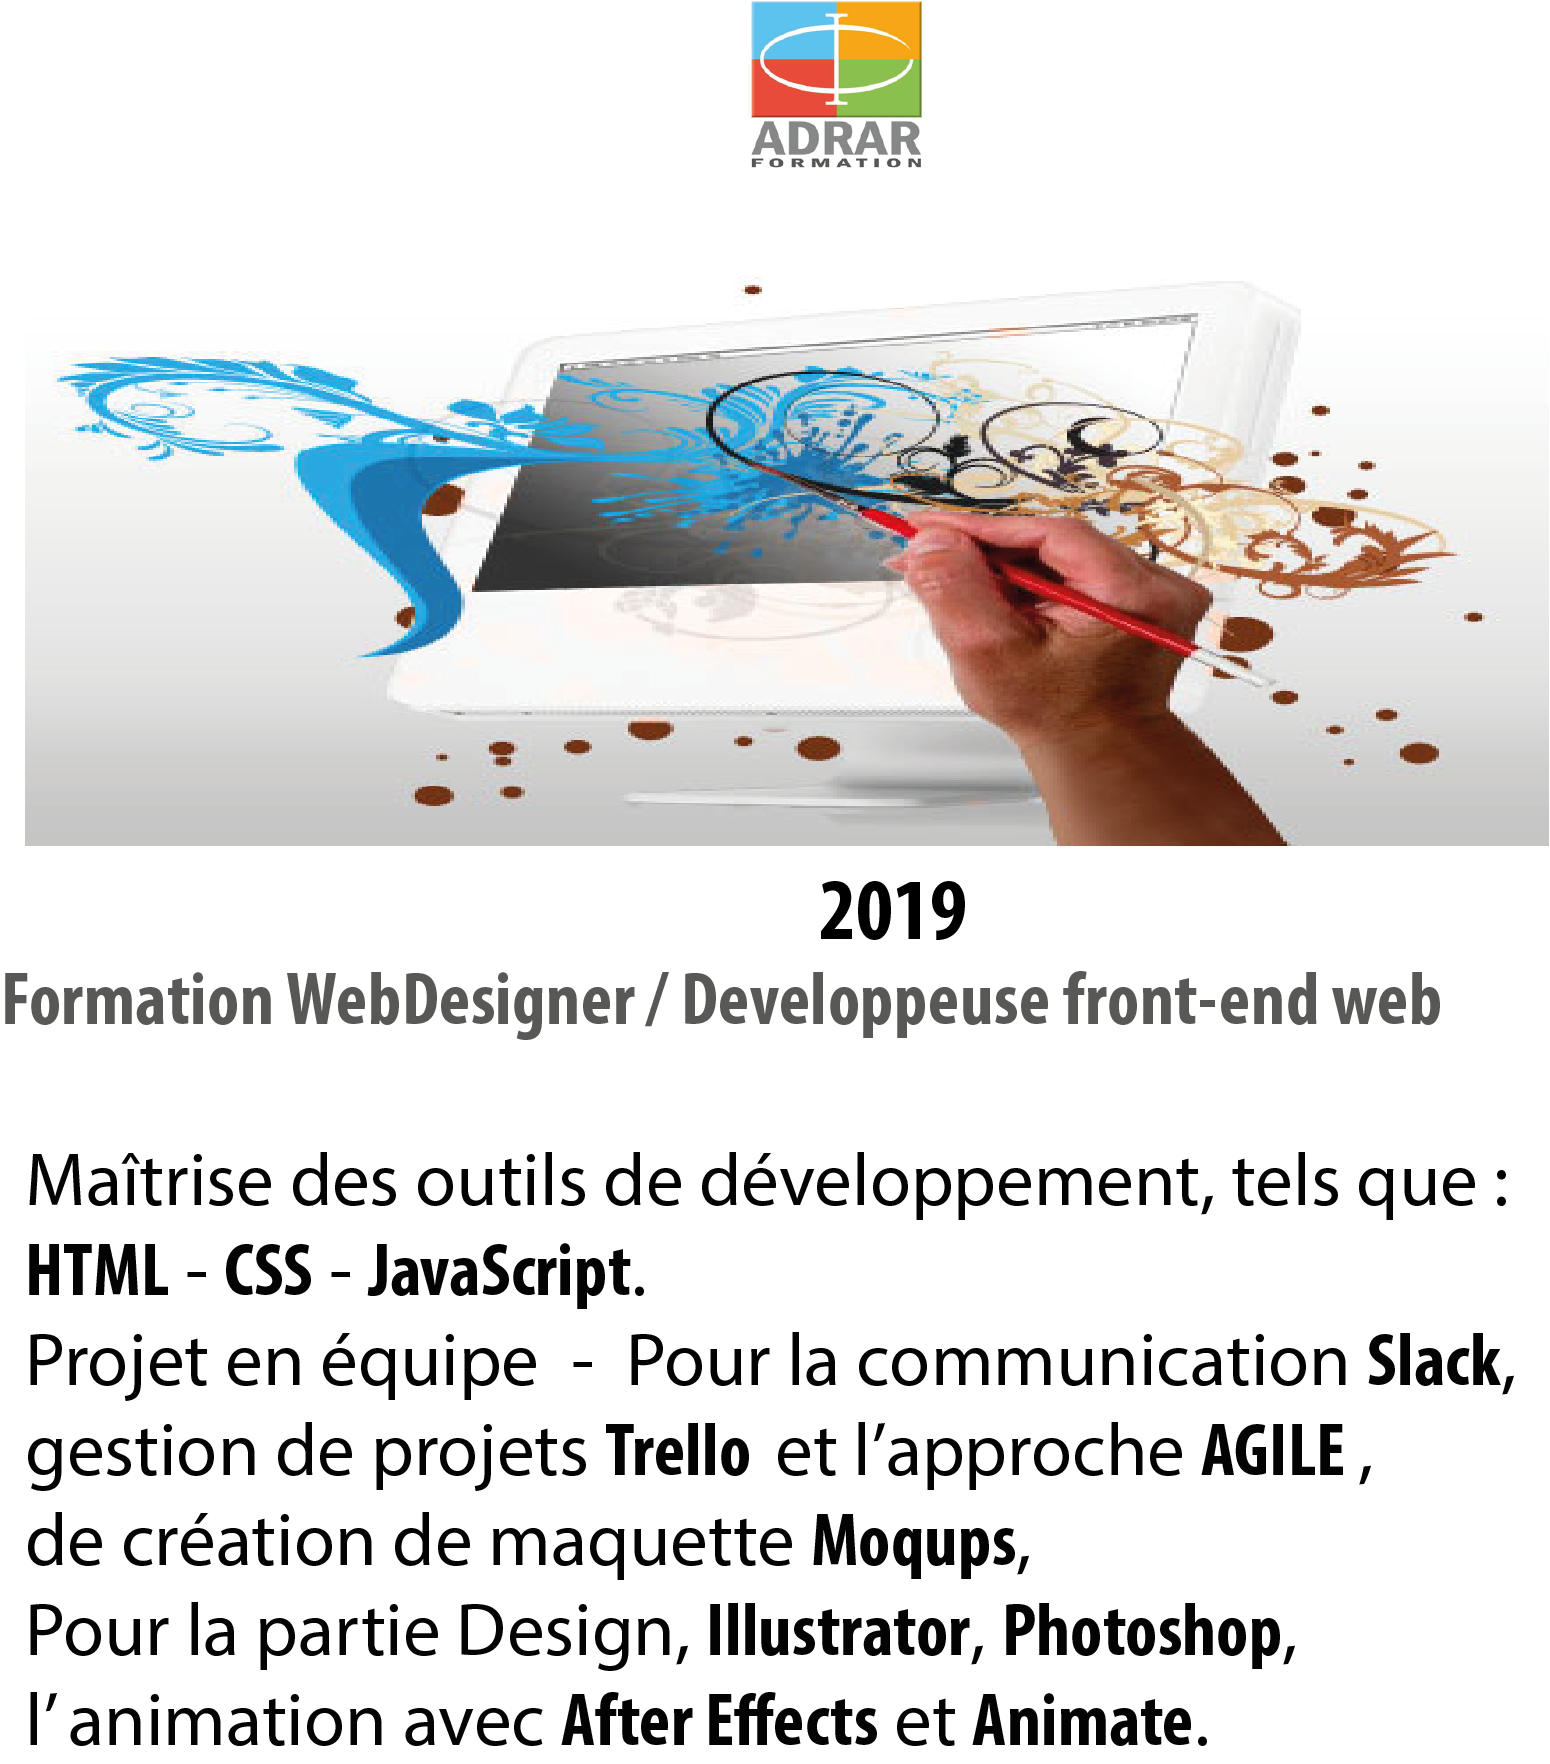 ADRAR
FORMATION
2019
Formation WebDesigner / Developpeuse front-end web
Maîtrise des outils de développement, tels que :
HTML - CSS - JavaScript.
Projet en équipe  -  Pour la communication Slack,
gestion de projets Trello  et l’approche AGILE ,
de création de maquette Moqups,
Pour la partie Design, Illustrator, Photoshop,
l’ animation avec After Effects et Animate.